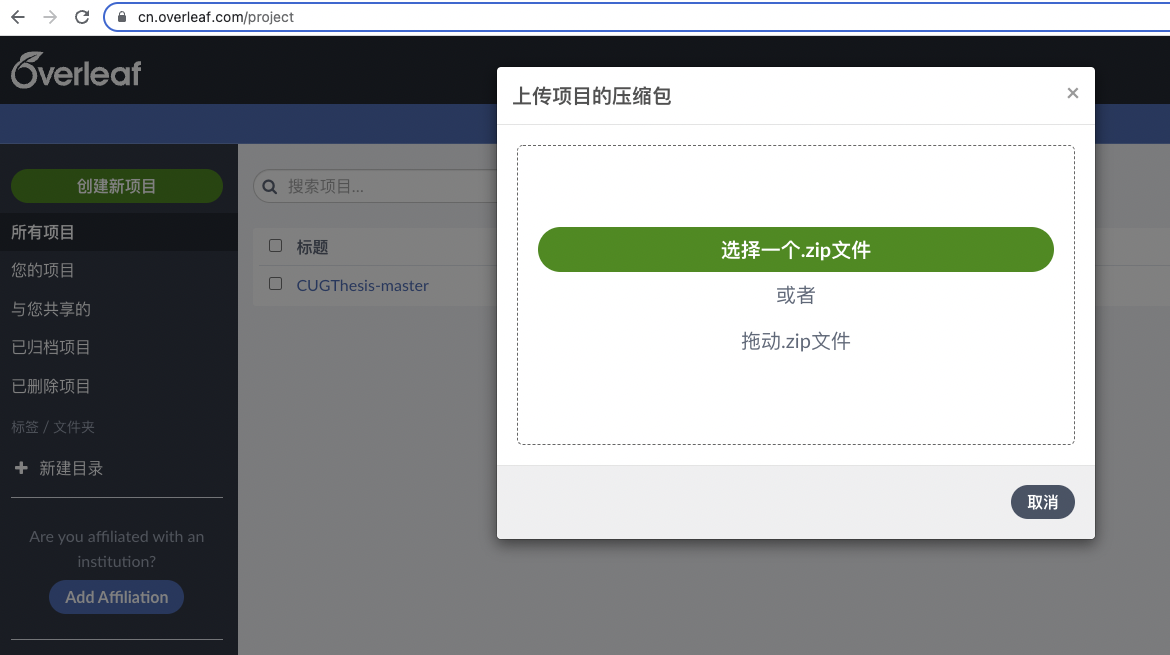 cn.overleaf.com/project
Overleaf
上传项目的压缩包
×
创建新项目
搜索项目...
所有项目
标题
选择一个.zip文件
您的项目
CUGThesis-master
或者
与您共享的
拖动.zip文件
已归档项目
已删除项目
标签 / 文件夹
新建目录
取消
Are you affiliated with an
institution?
Add Affiliation